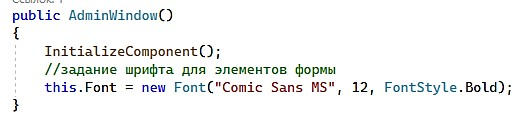 public AdminWindow()
{
InitializeComponent();
//задание шрифта для элементов формы
this.Font = new Font("Comic Sans MS", 12, FontStyle.Bold);
}